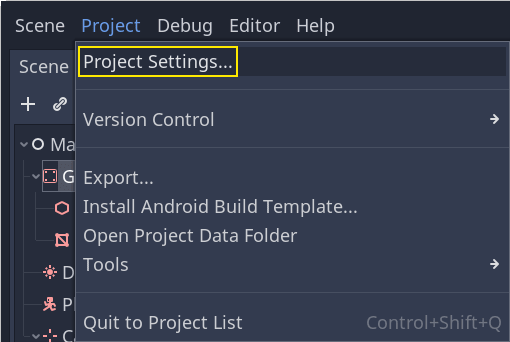 Scene Project Debug Editor Help
Scene
Project Settings...
Version Control
Ma
G
Export...
Install Android Build Template...
Open Project Data Folder
D
Tools
Pl
Quit to Project List Control+Shift+Q
Ca